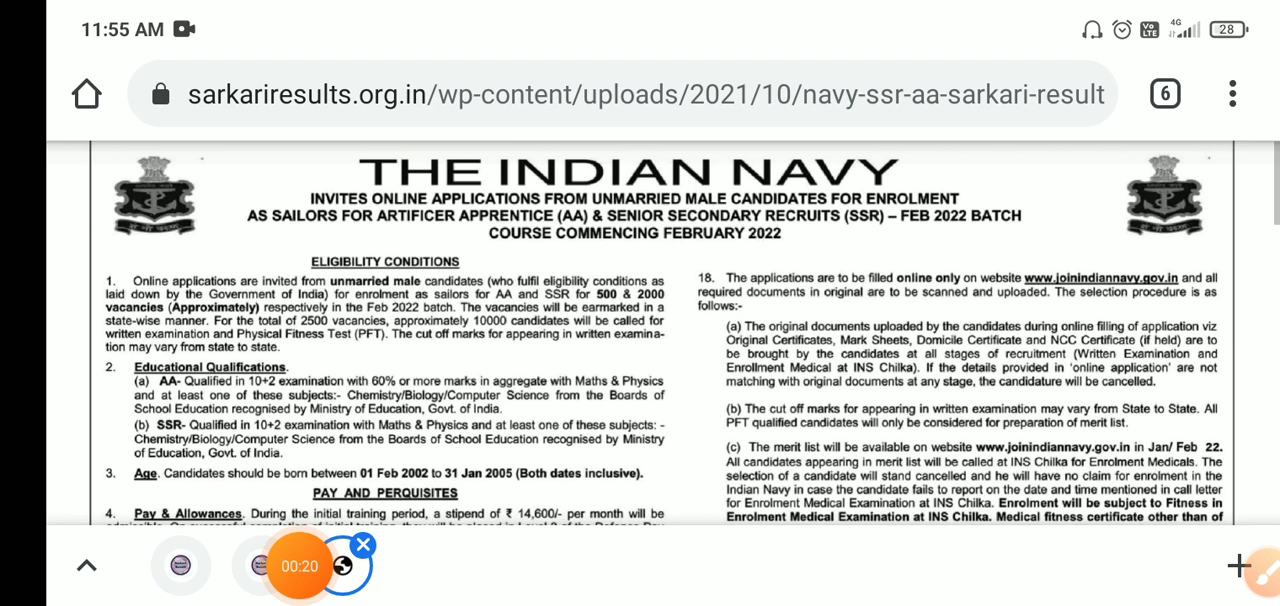 11:55 AM
Vo LTE
4G
28
sarkariresults.org.in/wp-content/uploads/2021/10/navy-ssr-aa-sarkari-result
6
THE INDIAN NAVY
INVITES ONLINE APPLICATIONS FROM UNMARRIED MALE CANDIDATES FOR ENROLMENT
AS SAILORS FOR ARTIFICER APPRENTICE (AA) & SENIOR SECONDARY RECRUITS (SSR) – FEB 2022 BATCH
COURSE COMMENCING FEBRUARY 2022
ELIGIBILITY CONDITIONS
1. Online applications are invited from unmarried male candidates (who fulfil eligibility conditions as
laid down by the Government of India) for enrolment as sailors for AA and SSR for 500 & 2000
vacancies (Approximately) respectively in the Feb 2022 batch. The vacancies will be earmarked in a
state-wise manner. For the total of 2500 vacancies, approximately 10000 candidates will be called for
written examination and Physical Fitness Test (PFT). The cut off marks for appearing in written examina-
tion may vary from state to state.
2. Educational Qualifications.
(a) AA- Qualified in 10+2 examination with 60% or more marks in aggregate with Maths & Physics
and at least one of these subjects:- Chemistry/Biology/Computer Science from the Boards of
School Education recognised by Ministry of Education, Govt. of India.
(b) SSR- Qualified in 10+2 examination with Maths & Physics and at least one of these subjects: -
Chemistry/Biology/Computer Science from the Boards of School Education recognised by Ministry
of Education, Govt. of India.
3. Age. Candidates should be born between 01 Feb 2002 to 31 Jan 2005 (Both dates inclusive).
PAY AND PERQUISITES
4. Pay & Allowances. During the initial training period, a stipend of ₹ 14,600/- per month will be
18. The applications are to be filled online only on website www.joinindiannavy.gov.in and all
required documents in original are to be scanned and uploaded. The selection procedure is as
follows:-
(a) The original documents uploaded by the candidates during online filling of application viz
Original Certificates, Mark Sheets, Domicile Certificate and NCC Certificate (if held) are to
be brought by the candidates at all stages of recruitment (Written Examination and
Enrollment Medical at INS Chilka). If the details provided in 'online application' are not
matching with original documents at any stage, the candidature will be cancelled.
(b) The cut off marks for appearing in written examination may vary from State to State. All
PFT qualified candidates will only be considered for preparation of merit list.
(c) The merit list will be available on website www.joinindiannavy.gov.in in Jan/ Feb 22.
All candidates appearing in merit list will be called at INS Chilka for Enrolment Medicals. The
selection of a candidate will stand cancelled and he will have no claim for enrolment in the
Indian Navy in case the candidate fails to report on the date and time mentioned in call letter
for Enrolment Medical Examination at INS Chilka. Enrolment will be subject to Fitness in
Enrolment Medical Examination at INS Chilka. Medical fitness certificate other than of
00:20